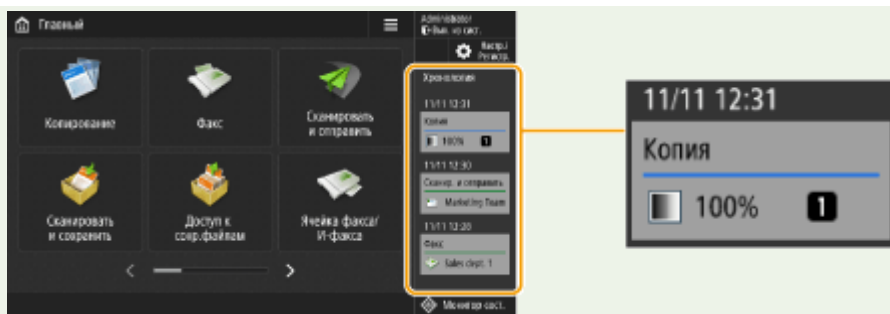 Главный
Administrator
Вых. из сист.
Настр./
Регистр.
Копирование
Факс
Сканировать
и отправить
Сканировать
и сохранить
Доступ к
сохр.файлам
Ячейка факса/
И-факса
Хронология
11/11 12:31
Копия
100% 1
11/11 12:30
Сканир. и отправить
Marketing Team
11/11 12:28
Факс
Sales dept. 1
Монитор сост.
11/11 12:31
Копия
100% 1